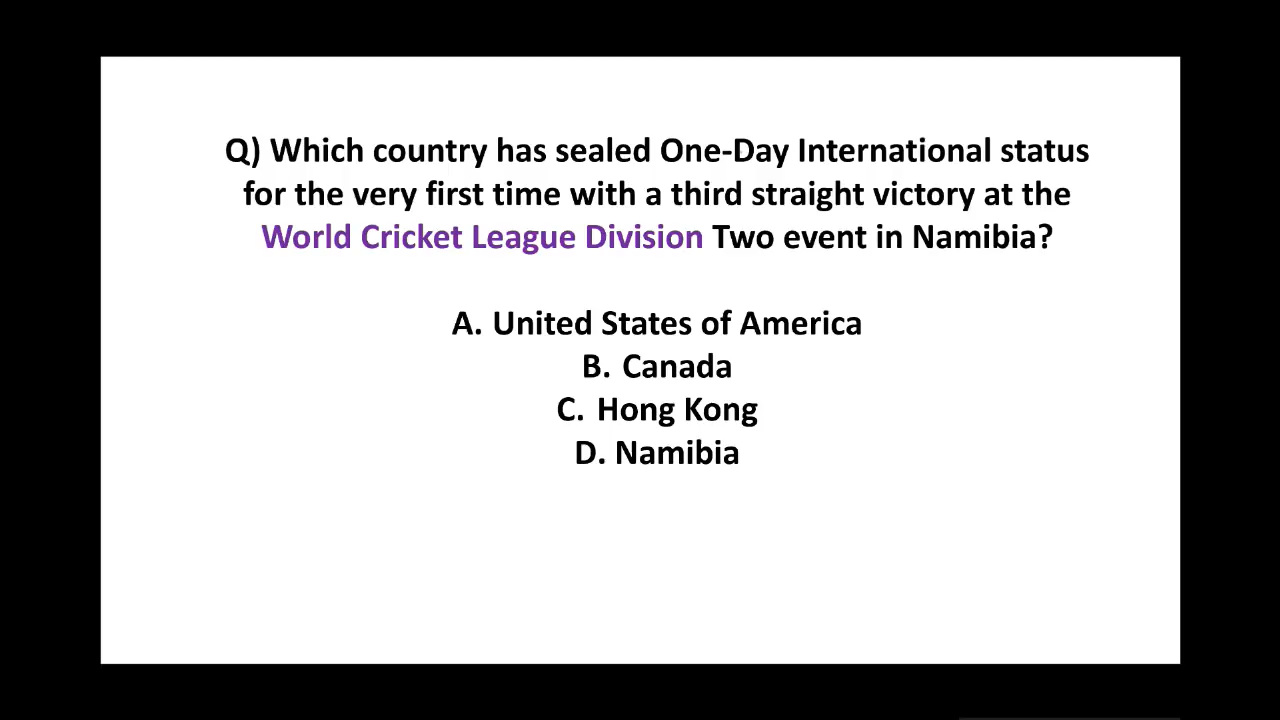 Q) Which country has sealed One-Day International status
for the very first time with a third straight victory at the
World Cricket League Division Two event in Namibia?
A. United States of America
B. Canada
C. Hong Kong
D. Namibia